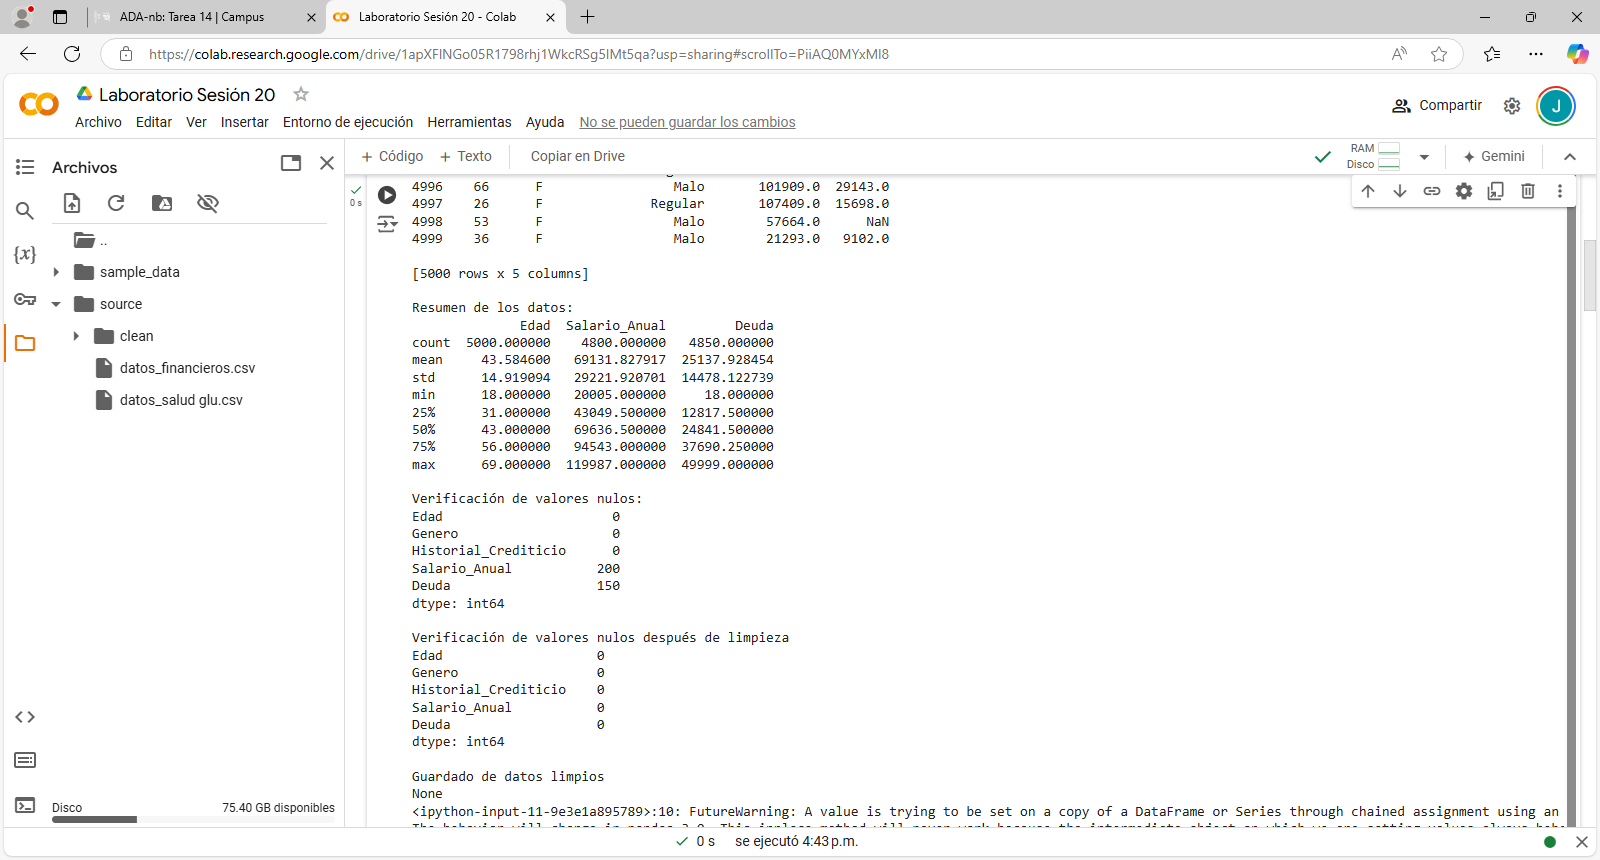 ADA-nb: Tarea 14 | Campus
Laboratorio Sesión 20 - Colab
https://colab.research.google.com/drive/1apXFlNGo05R1798rhj1WkcRSg5lMt5qa?usp=sharing#scrollTo=PiiAQ0MYxMl8
Laboratorio Sesión 20
Compartir
J
Archivo Editar Ver Insertar Entorno de ejecución Herramientas Ayuda No se pueden guardar los cambios
Archivos
+ Código + Texto Copiar en Drive
RAM
Disco
Gemini
..
sample_data
source
clean
datos_financieros.csv
datos_salud glu.csv
Disco 75.40 GB disponibles
0 s
4996 66 F Malo 101909.0 29143.0
4997 26 F Regular 107409.0 15698.0
4998 53 F Malo 57664.0 NaN
4999 36 F Malo 21293.0 9102.0
[5000 rows x 5 columns]
Resumen de los datos:
Edad Salario_Anual Deuda
count 5000.000000 4800.000000 4850.000000
mean 43.584600 69131.827917 25137.928454
std 14.919094 29221.920701 14478.122739
min 18.000000 20005.000000 18.000000
25% 31.000000 43049.500000 12817.500000
50% 43.000000 69636.500000 24841.500000
75% 56.000000 94543.000000 37690.250000
max 69.000000 119987.000000 49999.000000
Verificación de valores nulos:
Edad 0
Genero 0
Historial_Crediticio 0
Salario_Anual 200
Deuda 150
dtype: int64
Verificación de valores nulos después de limpieza
Edad 0
Genero 0
Historial_Crediticio 0
Salario_Anual 0
Deuda 0
dtype: int64
Guardado de datos limpios
None
<ipython-input-11-9e3e1a895789>:10: FutureWarning: A value is trying to be set on a copy of a DataFrame or Series through chained assignment using an
0 s se ejecutó 4:43 p.m.